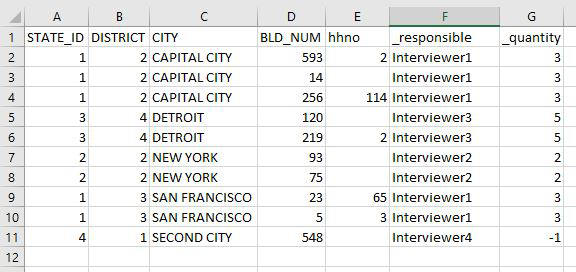 A B C D E F G
1 STATE_ID DISTRICT CITY BLD_NUM hhno _responsible _quantity
2 1 2 CAPITAL CITY 593 2 Interviewer1 3
3 1 2 CAPITAL CITY 14 Interviewer1 3
4 1 2 CAPITAL CITY 256 114 Interviewer1 3
5 3 4 DETROIT 120 Interviewer3 5
6 3 4 DETROIT 219 2 Interviewer3 5
7 2 2 NEW YORK 93 Interviewer2 2
8 2 2 NEW YORK 75 Interviewer2 2
9 1 3 SAN FRANCISCO 23 65 Interviewer1 3
10 1 3 SAN FRANCISCO 5 3 Interviewer1 3
11 4 1 SECOND CITY 548 Interviewer4 -1
12